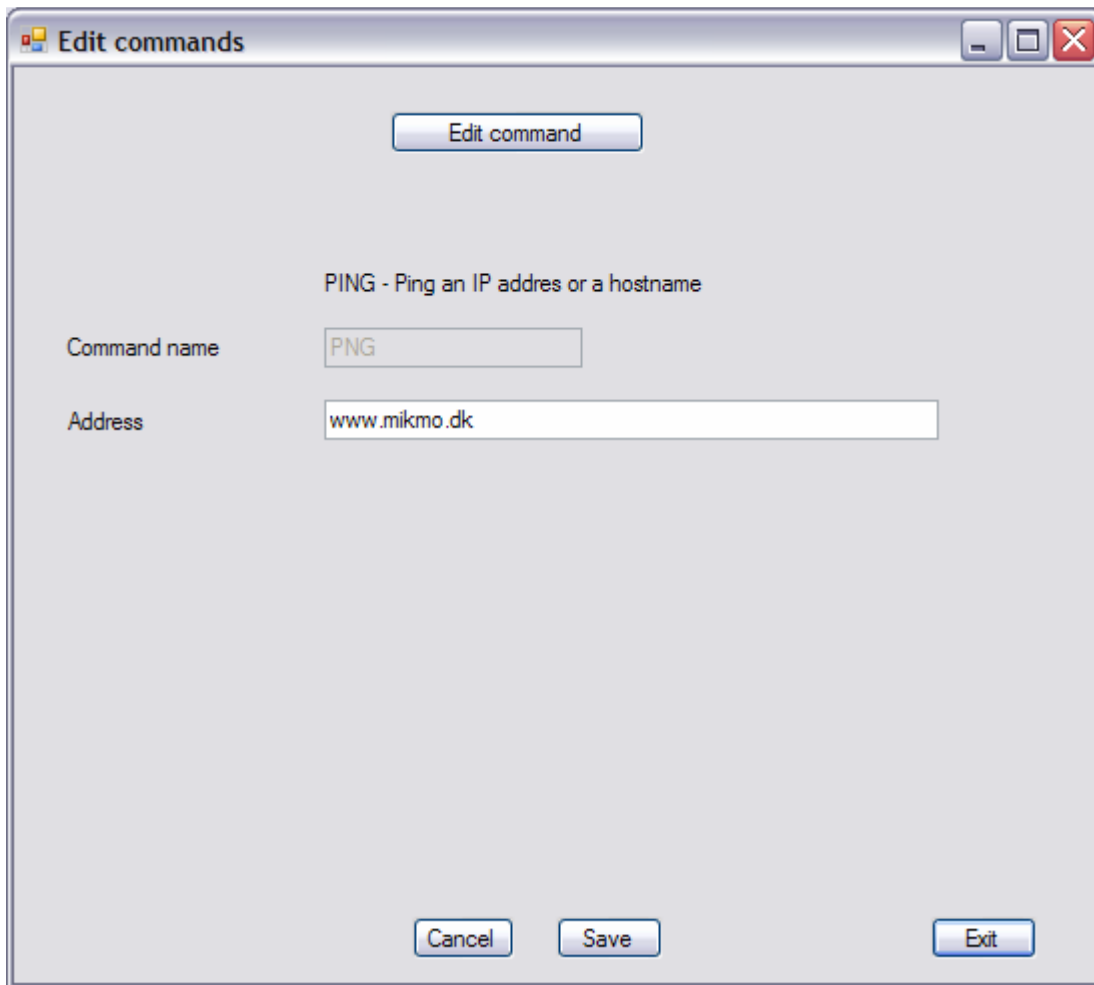 Edit commands
Edit command
PING - Ping an IP addres or a hostname
Command name PNG
Address www.mikmo.dk
Cancel Save Exit